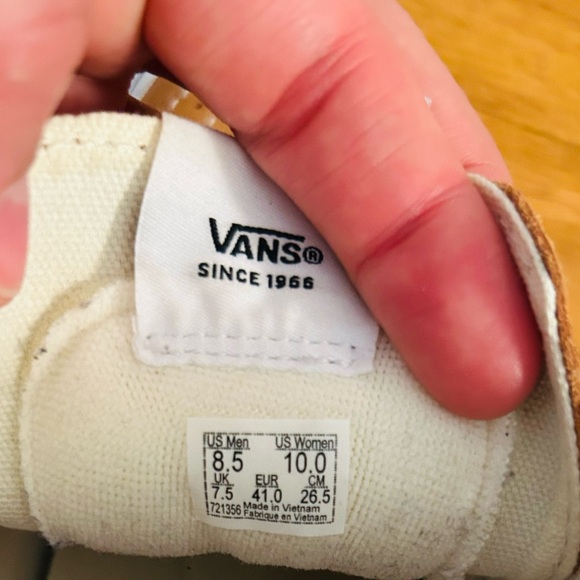 VANS®
SINCE 1966
US Men US Women
8.5 10.0
UK EUR CM
7.5 41.0 26.5
721356 Made in Vietnam
Fabriqué en Vietnam